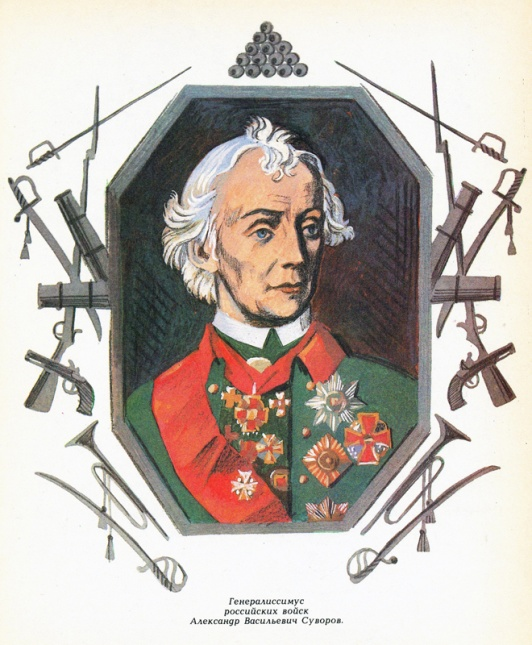 Генералиссимус
российских войск
Александр Васильевич Суворов.